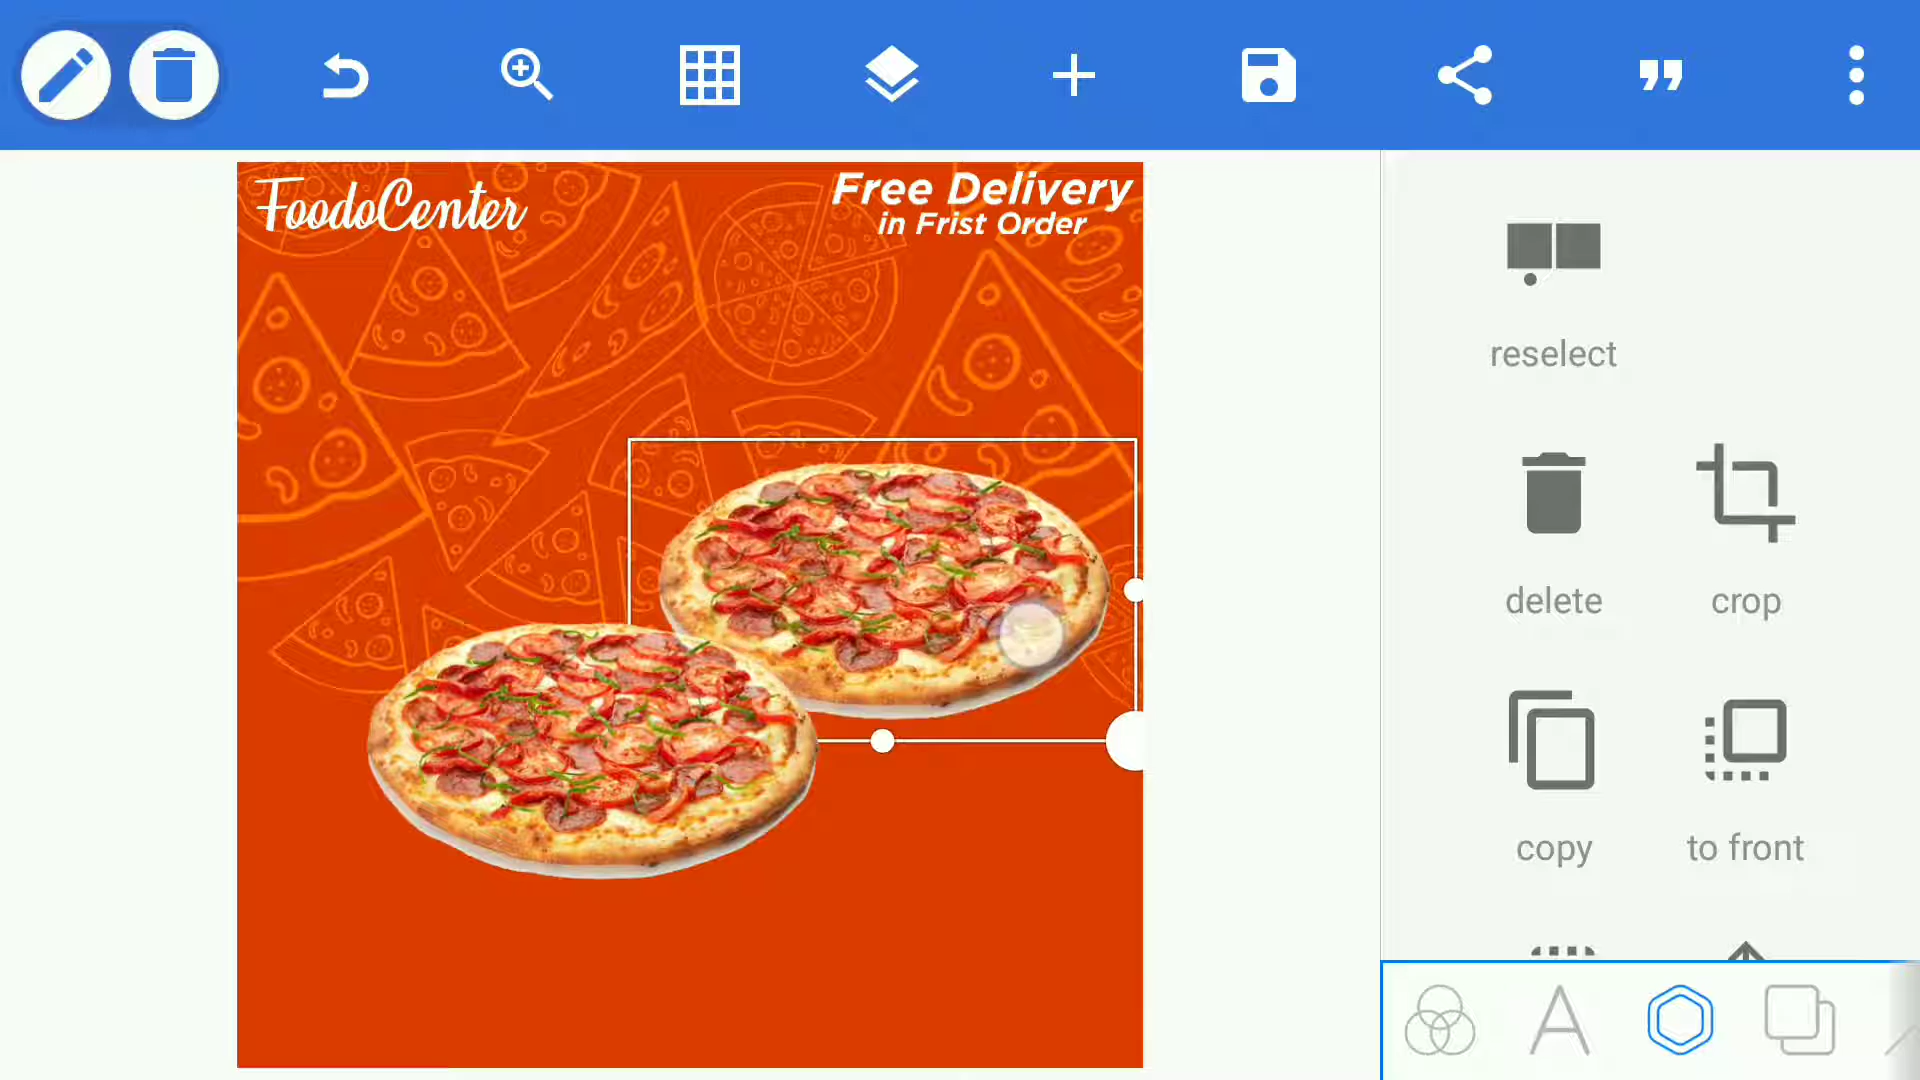 FoodoCenter
Free Delivery
in Frist Order
reselect
delete
crop
copy
to front